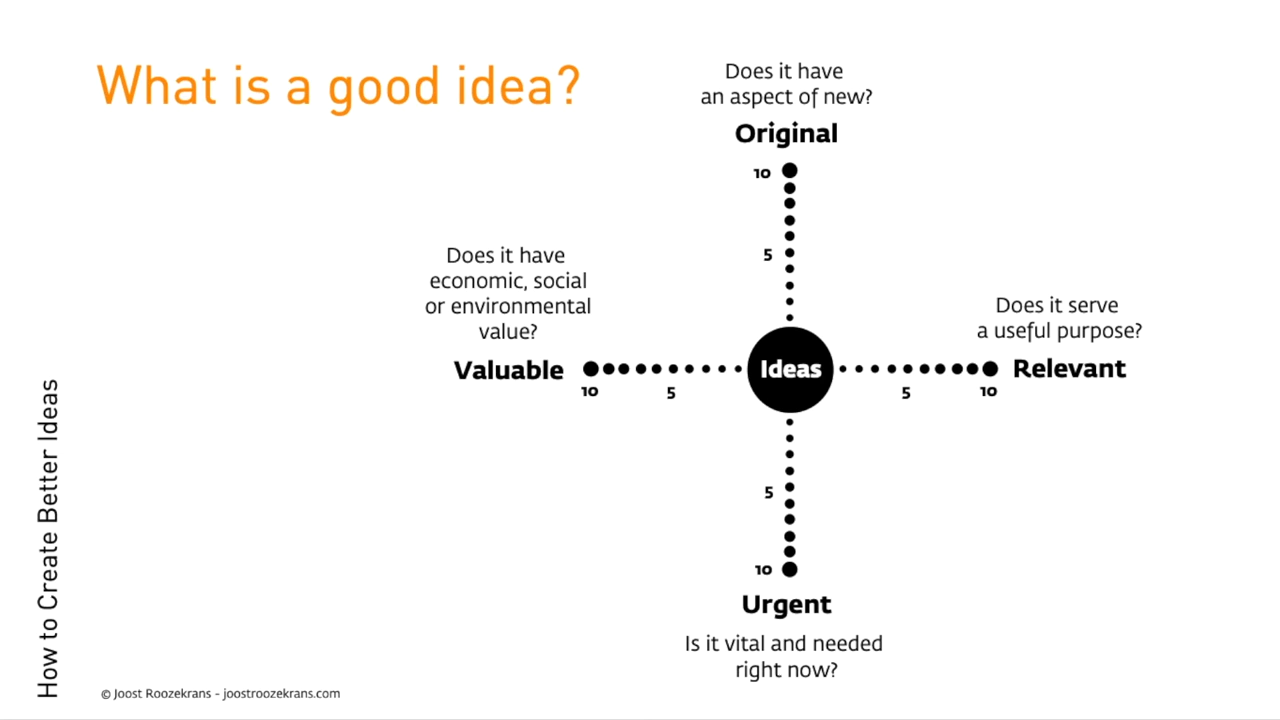 What is a good idea?
Does it have
an aspect of new?
Original
10
5
Does it have
economic, social
or environmental
value?
Valuable
10
5
Ideas
Does it serve
a useful purpose?
Relevant
5
10
5
10
Urgent
Is it vital and needed
right now?
How to Create Better Ideas
© Joost Roozekrans - joostroozekrans.com